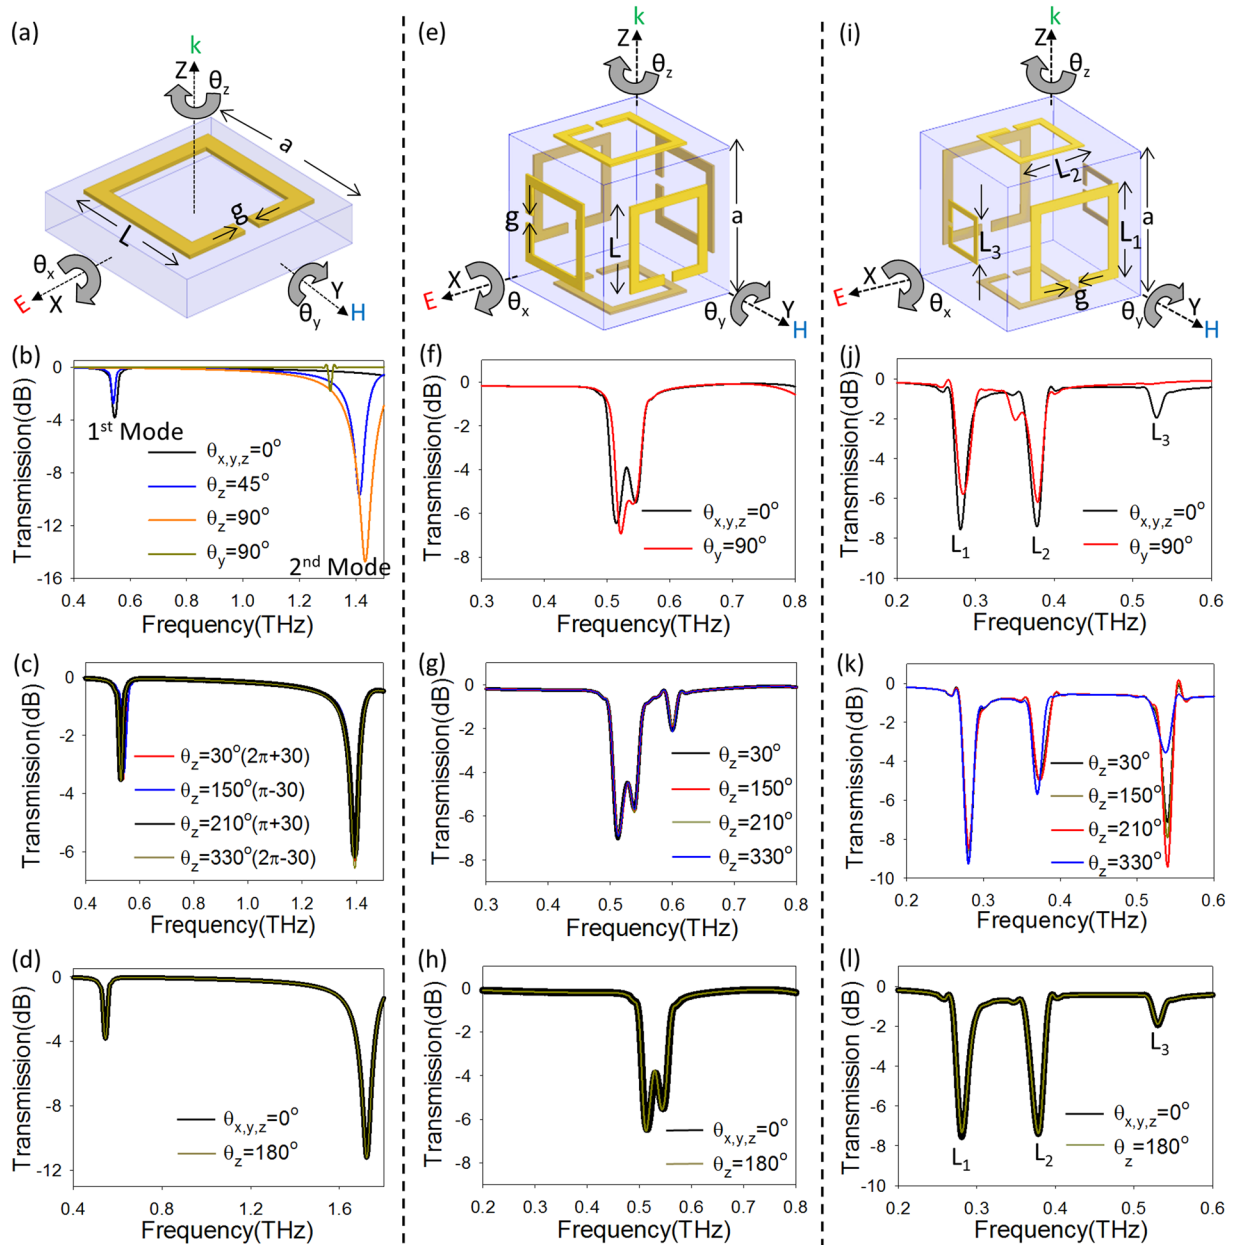 (a)
k
Z
θz
a
g
L
θx
X
E
Y
θy
H
(b)
0
-4
-8
-12
-16
Transmission(dB)
1st Mode
θx,y,z=0°
θz=45°
θz=90°
θy=90°
2nd Mode
0.4 0.6 0.8 1.0 1.2 1.4
Frequency(THz)
(c)
0
-2
-4
-6
Transmission(dB)
θz=30°(2π+30)
θz=150°(π-30)
θz=210°(π+30)
θz=330°(2π-30)
0.4 0.6 0.8 1.0 1.2 1.4
Frequency(THz)
(d)
0
-4
-8
-12
Transmission(dB)
θx,y,z=0°
θz=180°
0.4 0.8 1.2 1.6
Frequency(THz)
(e)
k
Z
θz
g
L
a
X
E
θx
Y
θy
H
(f)
0
-2
-4
-6
-8
Transmission(dB)
θx,y,z=0°
θy=90°
0.3 0.4 0.5 0.6 0.7 0.8
Frequency(THz)
(g)
0
-2
-4
-6
-8
Transmission(dB)
θz=30°
θz=150°
θz=210°
θz=330°
0.3 0.4 0.5 0.6 0.7 0.8
Frequency(THz)
(h)
0
-2
-4
-6
-8
Transmission(dB)
θx,y,z=0°
θz=180°
0.2 0.3 0.4 0.5 0.6 0.7 0.8
Frequency(THz)
(i)
k
Z
θz
L2
L3
L1
a
g
X
E
θx
Y
θy
H
(j)
0
-2
-4
-6
-8
-10
Transmission(dB)
L3
θx,y,z=0°
θy=90°
L1
L2
0.2 0.3 0.4 0.5 0.6
Frequency(THz)
(k)
0
-2
-4
-6
-8
-10
Transmission(dB)
θz=30°
θz=150°
θz=210°
θz=330°
0.2 0.3 0.4 0.5 0.6
Frequency(THz)
(l)
0
-2
-4
-6
-8
-10
Transmission (dB)
L3
θx,y,z=0°
θz=180°
L1
L2
0.2 0.3 0.4 0.5 0.6
Frequency(THz)